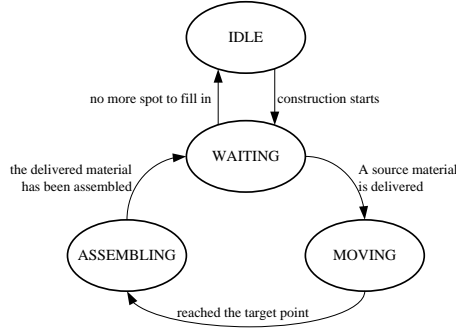 IDLE
no more spot to fill in
construction starts
WAITING
the delivered material
has been assembled
A source material
is delivered
ASSEMBLING
MOVING
reached the target point